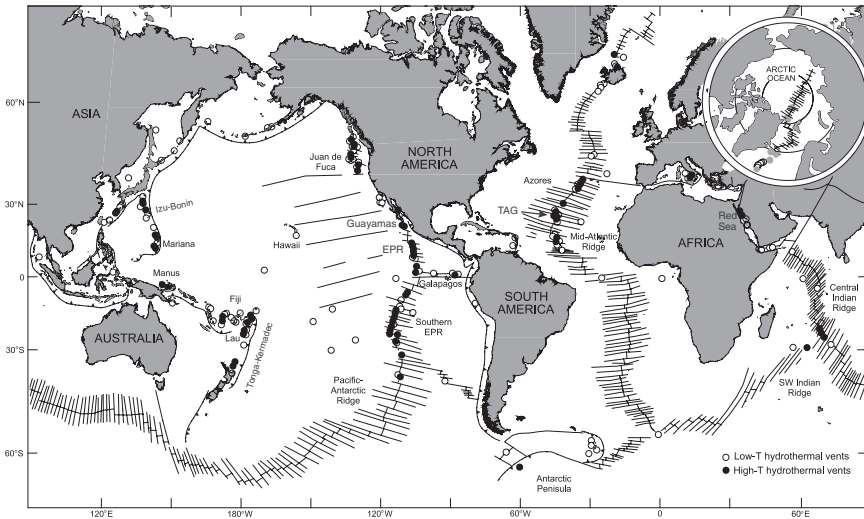 ARCTIC
OCEAN
ASIA
60°N
NORTH
AMERICA
Juan de
Fuca
Azores
30°N
Izu-Bonin
Guayamas
TAG
Red
Sea
Mariana
Hawaii
EPR
Mid-Atlantic
Ridge
AFRICA
Manus
0
Galapagos
Central
Indian
Ridge
Fiji
SOUTH
AMERICA
AUSTRALIA
Lau
Southern
EPR
30°S
Tonga-Kermadec
Pacific-
Antarctic
Ridge
SW Indian
Ridge
60°S
Low-T hydrothermal vents
High-T hydrothermal vents
Antarctic
Penisula
120°E
180°W
120°W
60°W
0
60°E